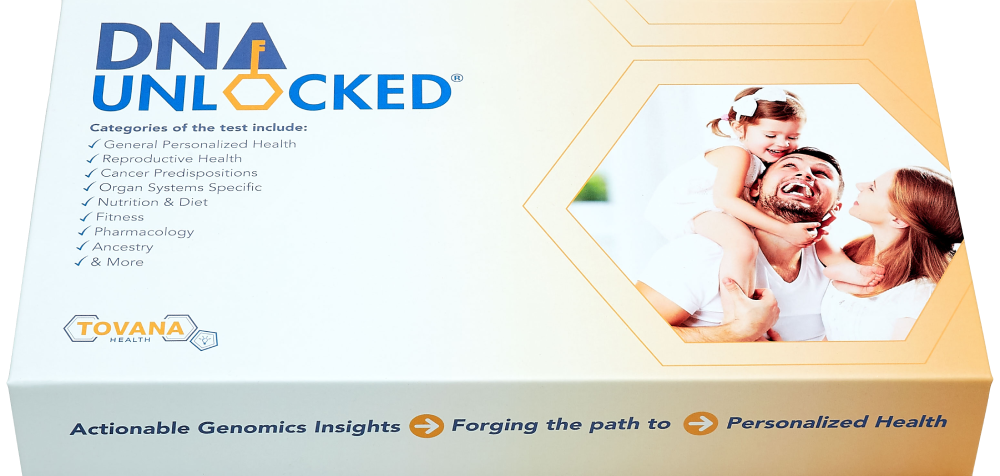 DNA
UNLOCKED®
Categories of the test include:
General Personalized Health
Reproductive Health
Cancer Predispositions
Organ Systems Specific
Nutrition & Diet
Fitness
Pharmacology
Ancestry
& More
TOVANA
HEALTH
Actionable Genomics Insights Forging the path to Personalized Health